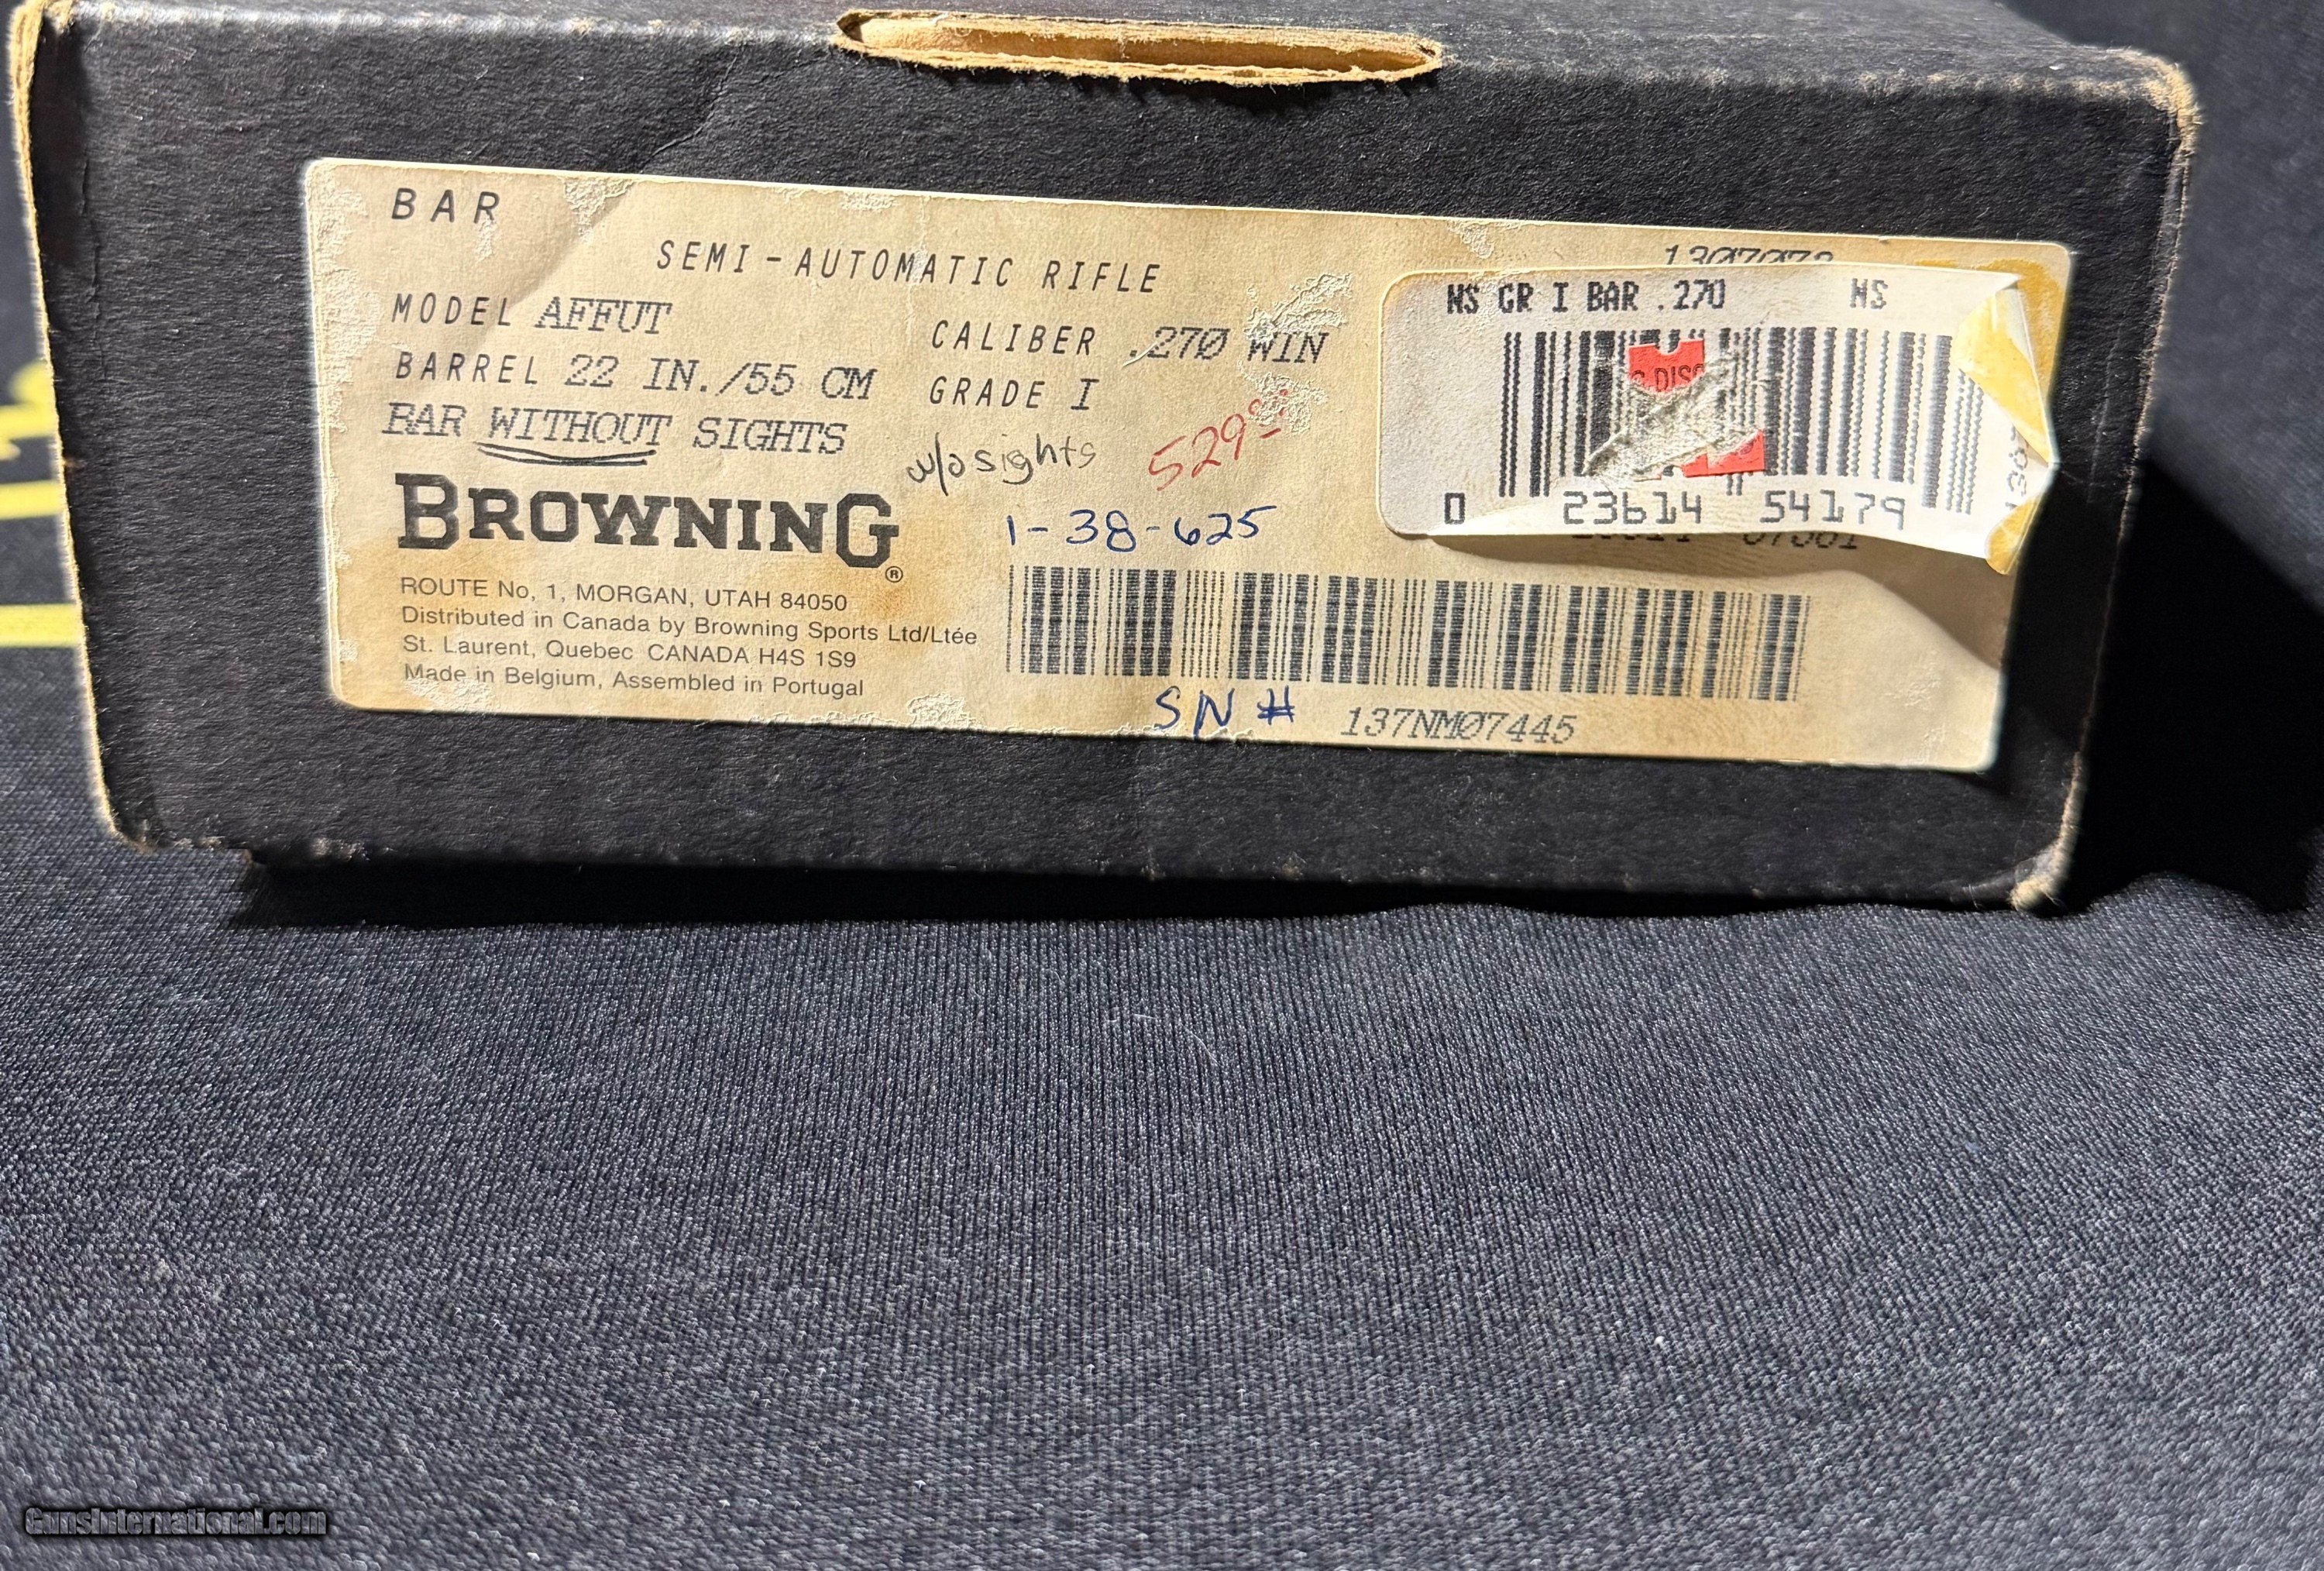 BAR
SEMI-AUTOMATIC RIFLE
MODEL AFFUT
CALIBER .270 WIN
BARREL 22 IN./55 CM
GRADE I
BAR WITHOUT SIGHTS
w/o sights
529
BROWNING®
1-38-625
ROUTE No, 1, MORGAN, UTAH 84050
Distributed in Canada by Browning Sports Ltd/Ltée
St. Laurent, Quebec CANADA H4S 1S9
Made in Belgium, Assembled in Portugal
SN# 137NM07445
NS GR I BAR .270 NS
0 23614 54179
GunsInternational.com